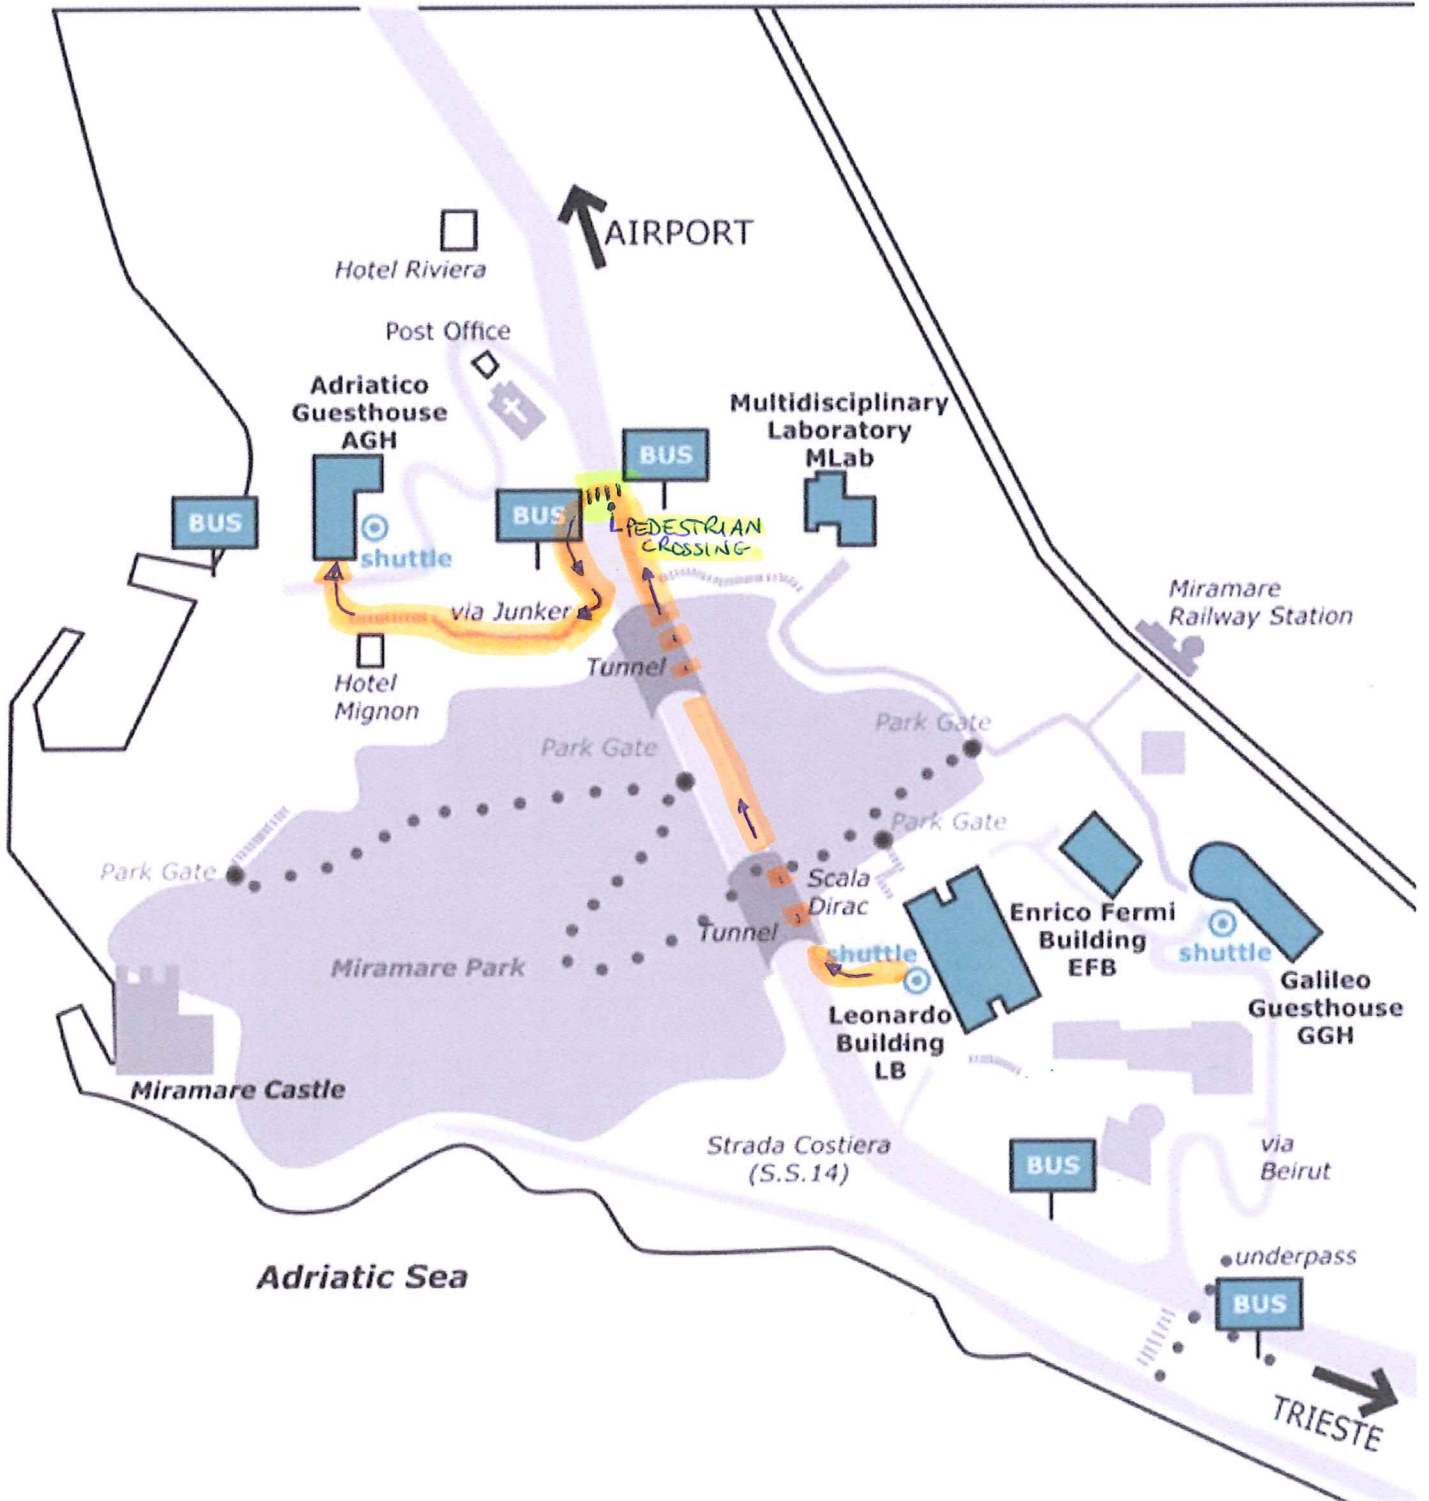 AIRPORT
Hotel Riviera
Post Office
Adriatico
Guesthouse
AGH
Multidisciplinary
Laboratory
MLab
BUS
BUS
BUS
shuttle
PEDESTRIAN
CROSSING
via Junker
Miramare
Railway Station
Tunnel
Hotel
Mignon
Park Gate
Park Gate
Park Gate
Park Gate
Scala
Dirac
Tunnel
Miramare Park
shuttle
Enrico Fermi
Building
EFB
shuttle
Galileo
Guesthouse
GGH
Leonardo
Building
LB
Miramare Castle
Strada Costiera
(S.S.14)
BUS
via
Beirut
Adriatic Sea
underpass
BUS
TRIESTE